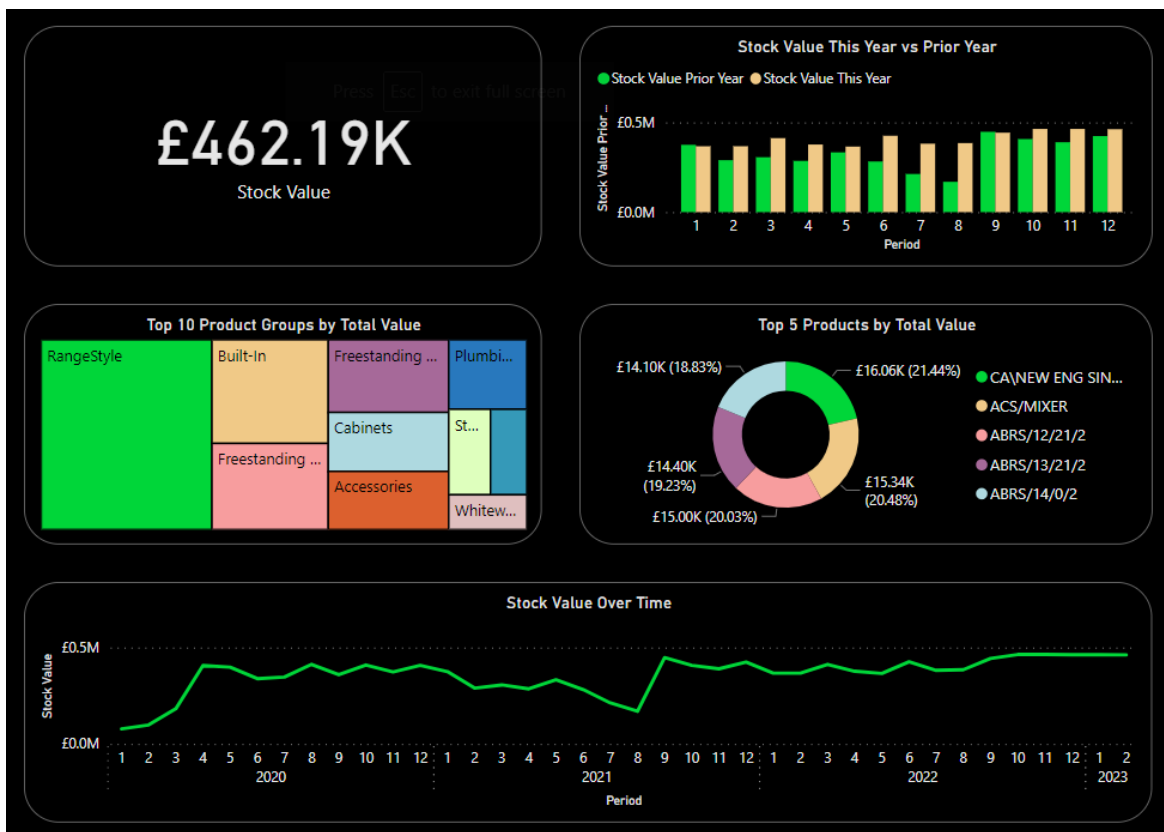 Press Esc to exit full screen
£462.19K
Stock Value
Stock Value This Year vs Prior Year
Stock Value Prior Year Stock Value This Year
Stock Value Prior ...
£0.5M
£0.0M
1 2 3 4 5 6 7 8 9 10 11 12
Period
Top 10 Product Groups by Total Value
RangeStyle
Built-In
Freestanding ...
Freestanding ...
Cabinets
Accessories
Plumbi...
St...
Whitew...
Top 5 Products by Total Value
£16.06K (21.44%)
£15.34K
(20.48%)
£15.00K (20.03%)
£14.40K
(19.23%)
£14.10K (18.83%)
CA\NEW ENG SIN...
ACS/MIXER
ABRS/12/21/2
ABRS/13/21/2
ABRS/14/0/2
Stock Value Over Time
Stock Value
£0.5M
£0.0M
1 2 3 4 5 6 7 8 9 10 11 12 1 2 3 4 5 6 7 8 9 10 11 12 1 2 3 4 5 6 7 8 9 10 11 12 1 2
2020 2021 2022 2023
Period